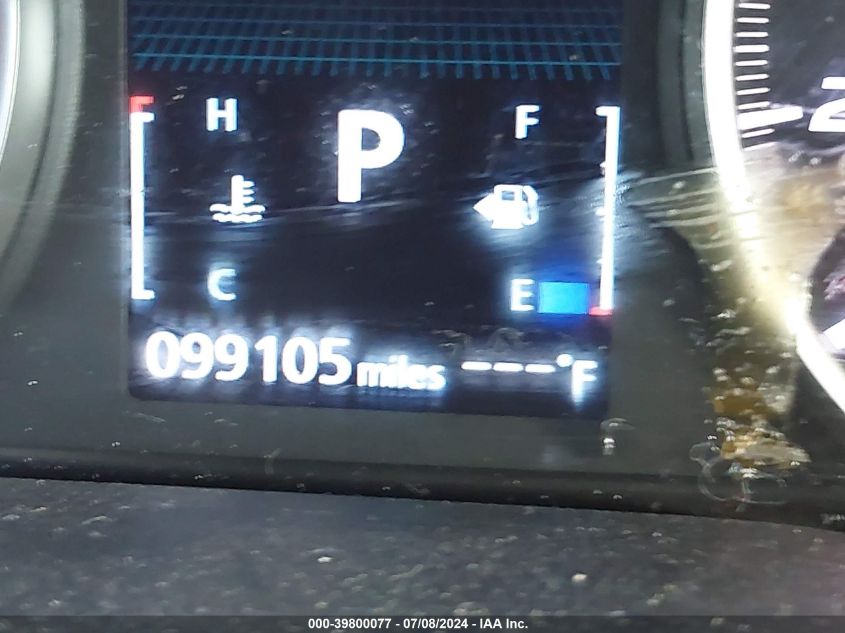 H P F
C E
099105 miles ---°F
000-39800077 - 07/08/2024 - IAA Inc.